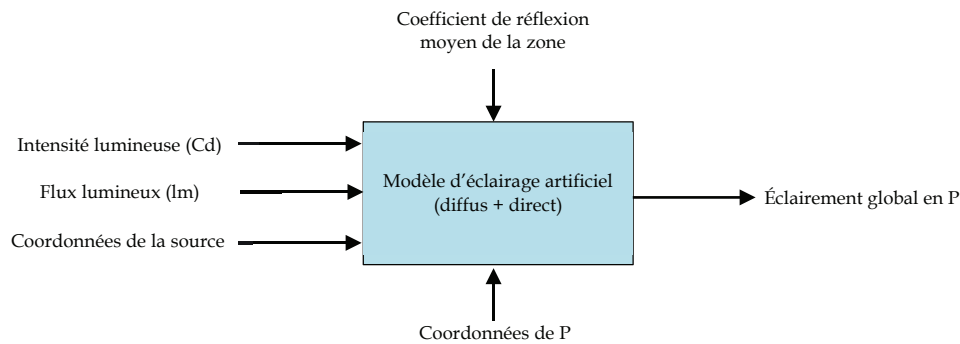 Coefficient de réflexion
moyen de la zone
Intensité lumineuse (Cd)
Flux lumineux (lm)
Coordonnées de la source
Modèle d'éclairage artificiel
(diffus + direct)
Éclairement global en P
Coordonnées de P